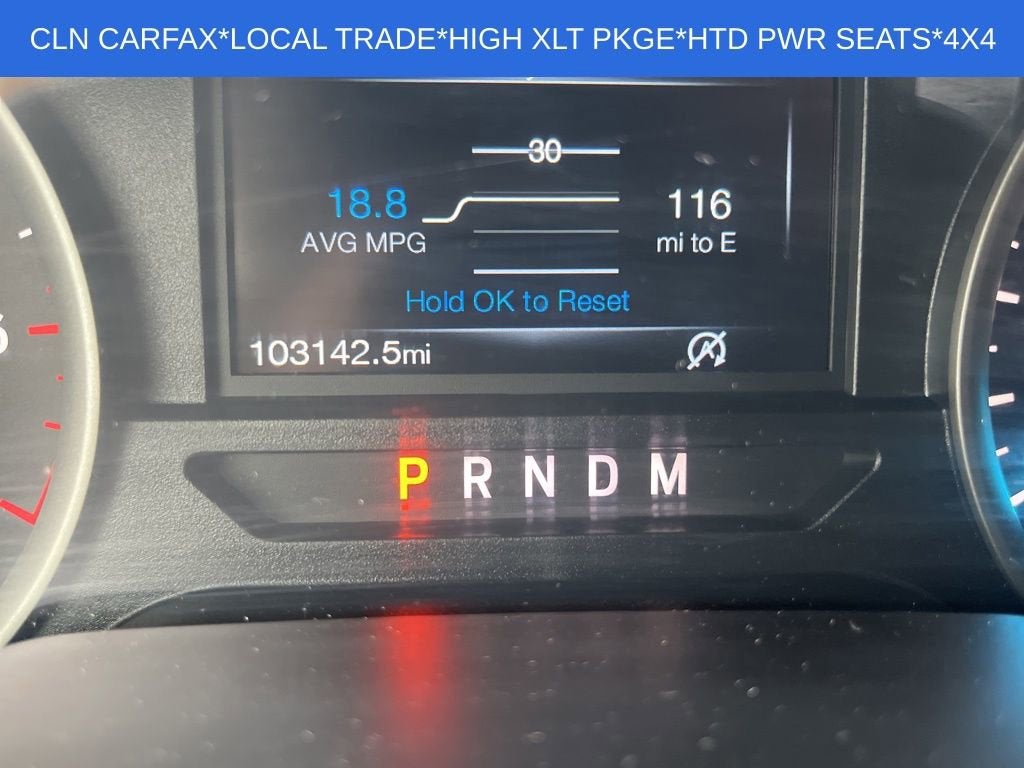 CLN CARFAX*LOCAL TRADE*HIGH XLT PKGE*HTD PWR SEATS*4X4
30
18.8 116
AVG MPG mi to E
Hold OK to Reset
103142.5mi
P R N D M